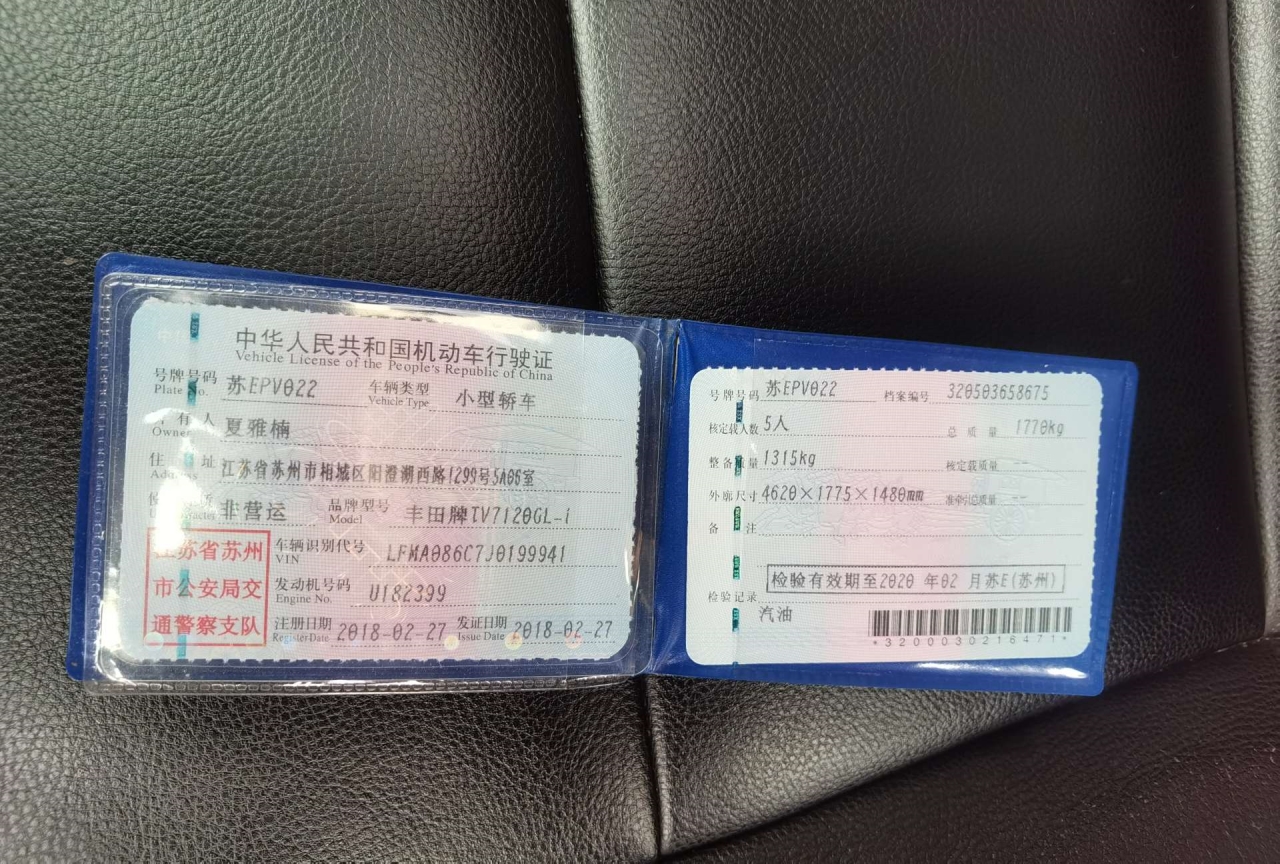 中华人民共和国机动车行驶证
Vehicle License of the People's Republic of China
号牌号码 苏EPV022 车辆类型 小型轿车
Plate No. Vehicle Type
所有人 夏雅楠
Owner
住址 江苏省苏州市相城区阳澄湖西路1299号5A06室
非营运 品牌型号 丰田牌TV7120GL-i
Model
江苏省苏州
市公安局交
通警察支队
车辆识别代号 LFMA086C7J0199941
VIN
发动机号码 U182399
Engine No.
注册日期 2018-02-27 发证日期 2018-02-27
Register Date Issue Date
号牌号码 苏EPV022 档案编号 320503658675
核定载人数 5人 总质量 1770kg
整备质量 1315kg 核定载质量 --
外廓尺寸 4620×1775×1480mm 准牵引总质量 --
备注
检验有效期至2020 年02 月苏E(苏州)
检验记录
汽油
*3200030216471*